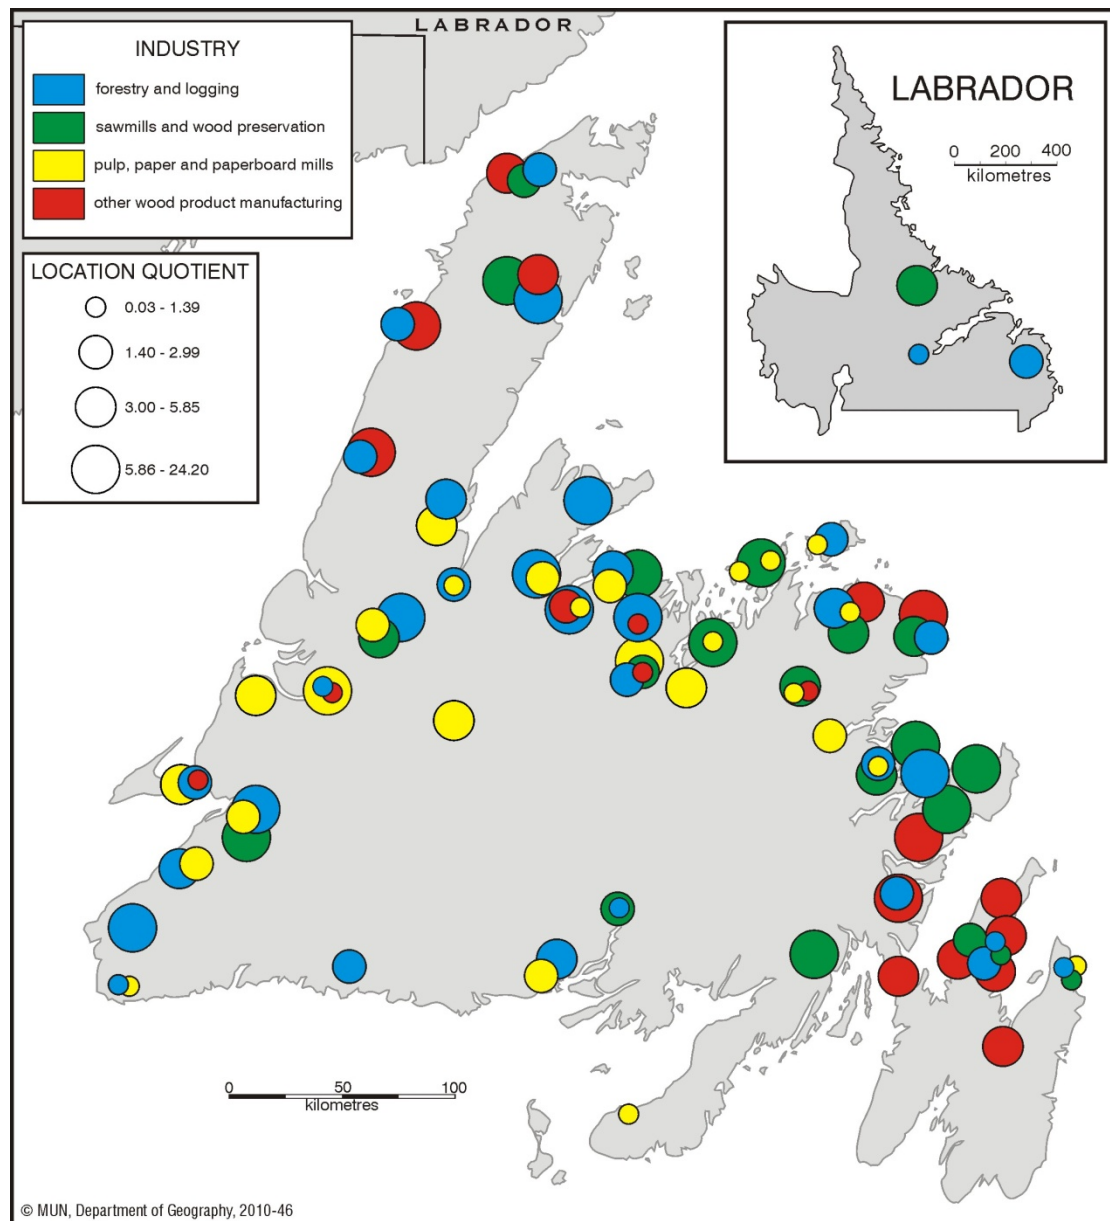 LABRADOR
INDUSTRY
forestry and logging
sawmills and wood preservation
pulp, paper and paperboard mills
other wood product manufacturing
LOCATION QUOTIENT
0.03 - 1.39
1.40 - 2.99
3.00 - 5.85
5.86 - 24.20
LABRADOR
0 200 400
kilometres
0 50 100
kilometres
© MUN, Department of Geography, 2010-46